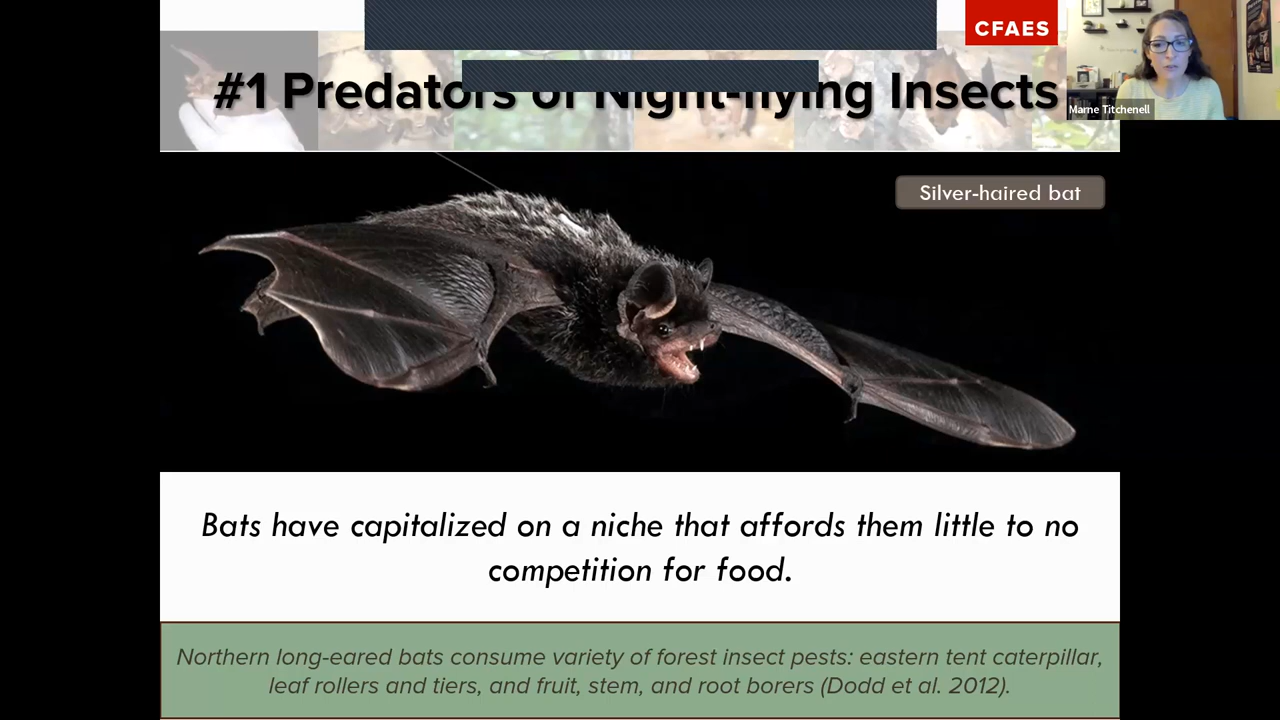 CFAES
#1 Predators of Night-flying Insects
Marne Titchenell
Silver-haired bat
Bats have capitalized on a niche that affords them little to no
competition for food.
Northern long-eared bats consume variety of forest insect pests: eastern tent caterpillar,
leaf rollers and tiers, and fruit, stem, and root borers (Dodd et al. 2012).